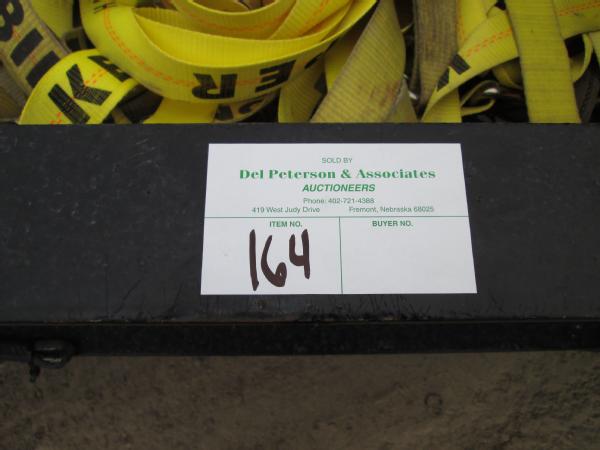 SOLD BY
Del Peterson & Associates
AUCTIONEERS
Phone: 402-721-4388
419 West Judy Drive Fremont, Nebraska 68025
ITEM NO. BUYER NO.
164